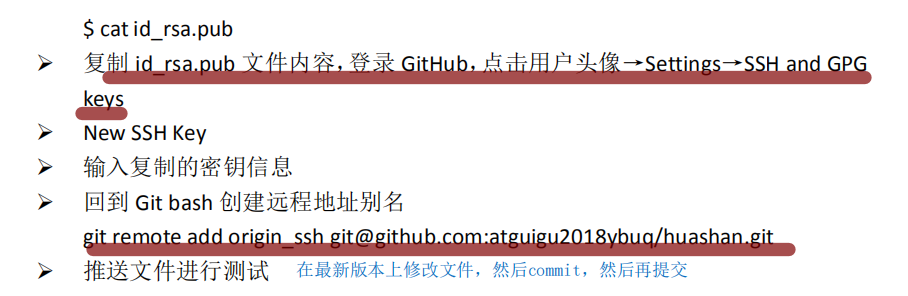 $ cat id_rsa.pub
➢ 复制 id_rsa.pub 文件内容，登录 GitHub，点击用户头像→Settings→SSH and GPG
keys
➢ New SSH Key
➢ 输入复制的密钥信息
➢ 回到 Git bash 创建远程地址别名
git remote add origin_ssh git@github.com:atguigu2018ybuq/huashan.git
➢ 推送文件进行测试 在最新版本上修改文件，然后commit，然后再提交